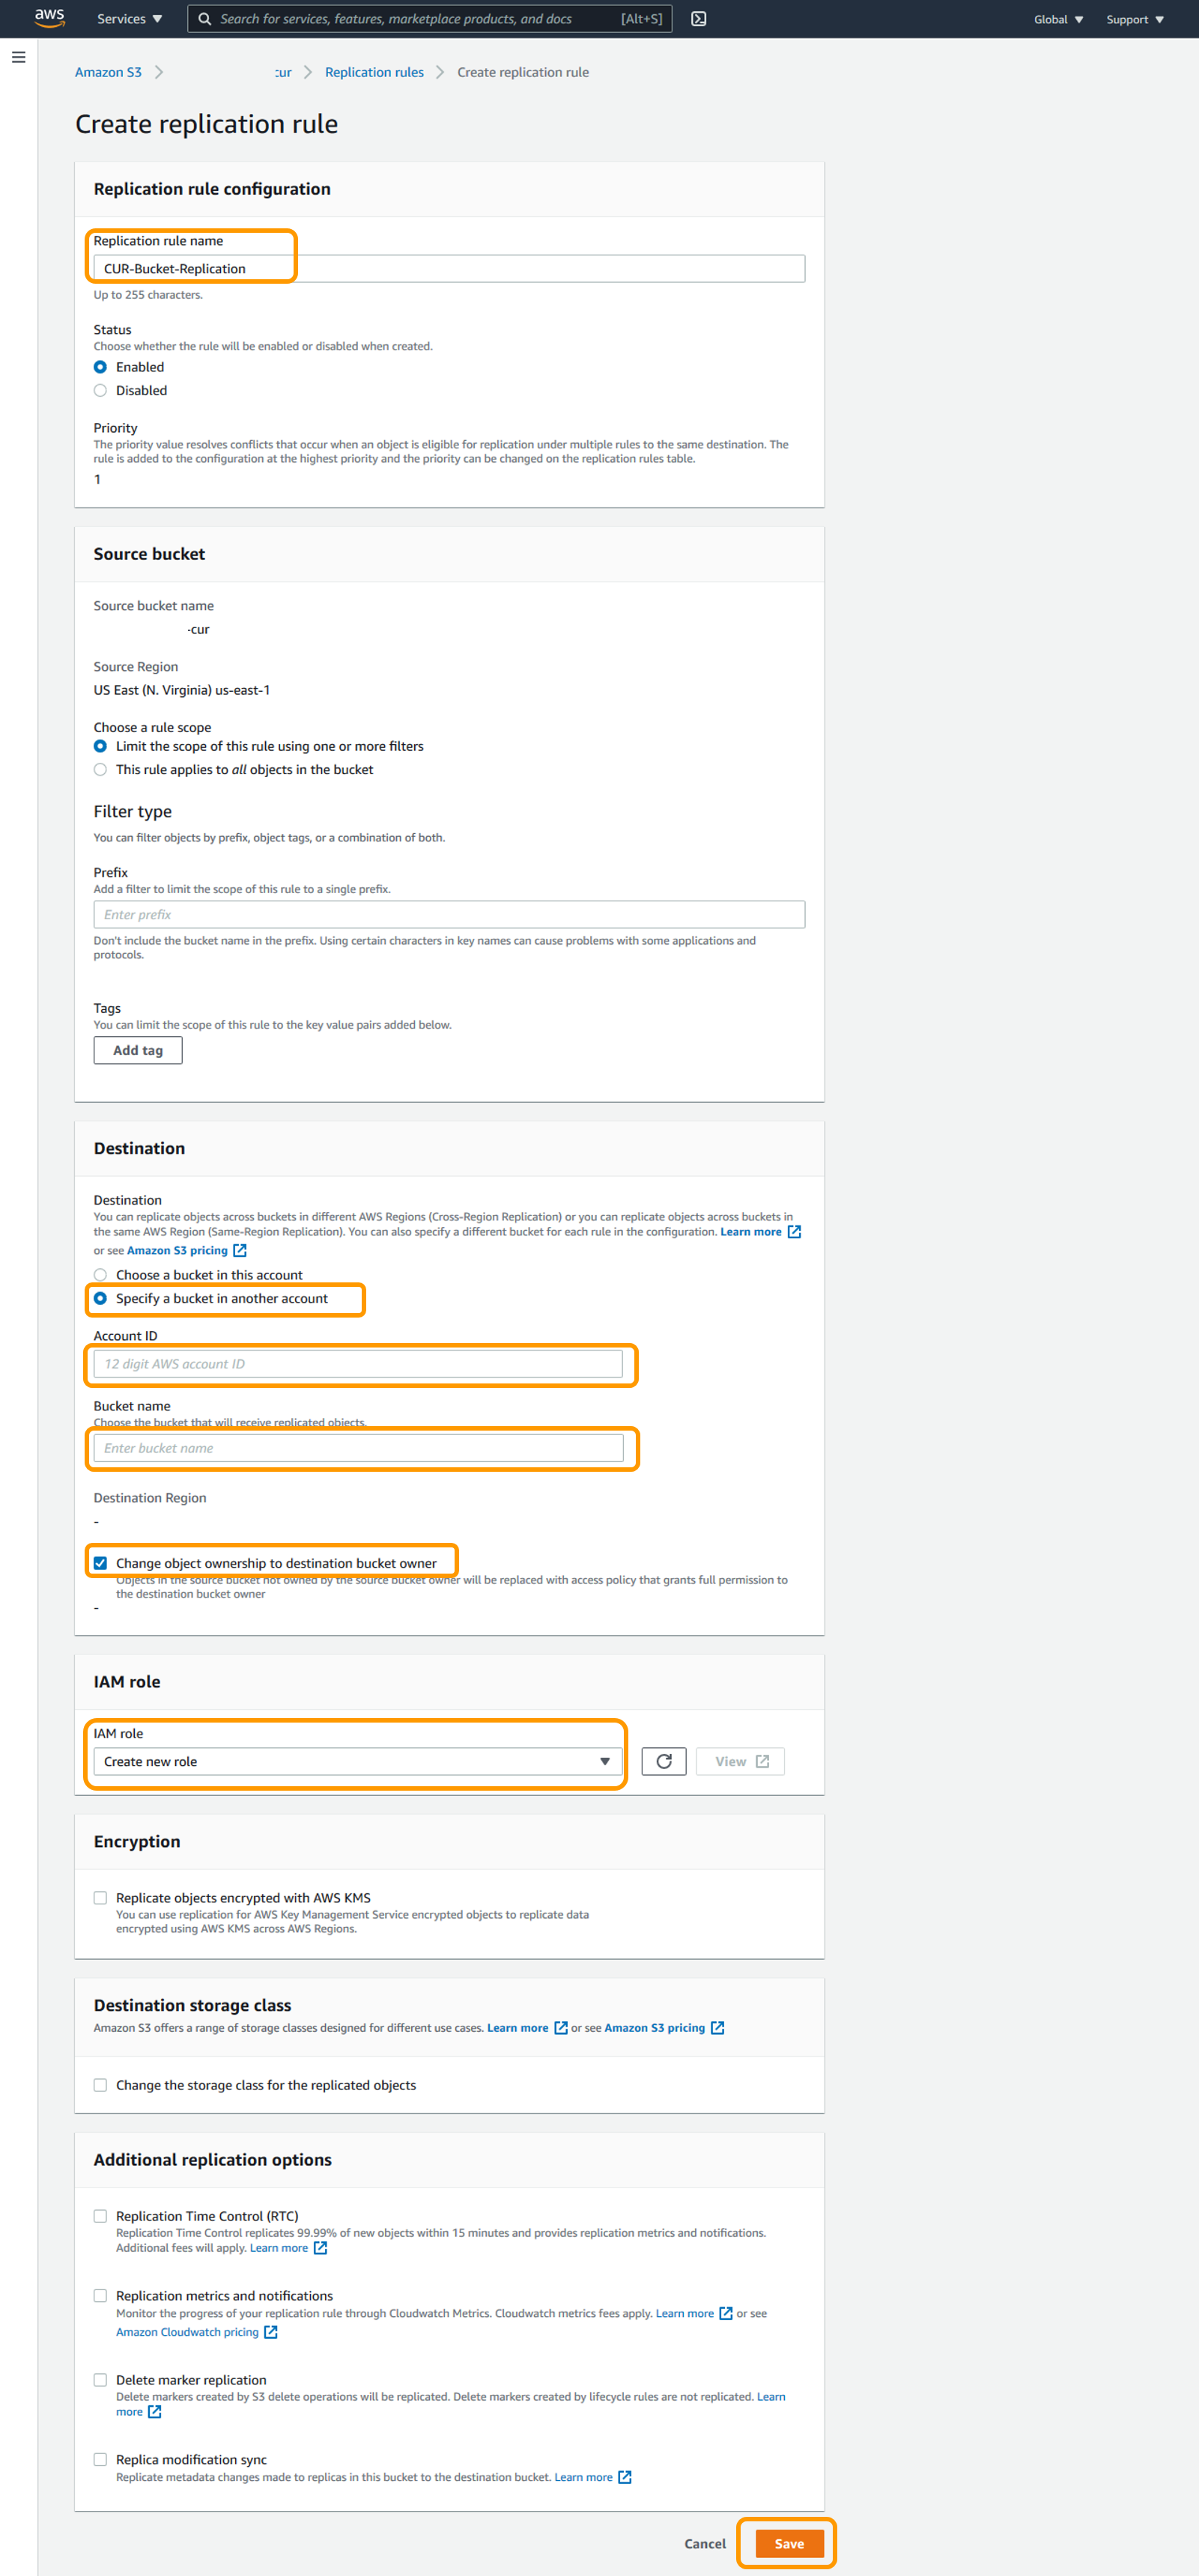 aws Services Search for services, features, marketplace products, and docs [Alt+S] Global Support
Amazon S3 cur Replication rules Create replication rule
Create replication rule
Replication rule configuration
Replication rule name
CUR-Bucket-Replication
Up to 255 characters.
Status
Choose whether the rule will be enabled or disabled when created.
Enabled
Disabled
Priority
The priority value resolves conflicts that occur when an object is eligible for replication under multiple rules to the same destination. The
rule is added to the configuration at the highest priority and the priority can be changed on the replication rules table.
1
Source bucket
Source bucket name
-cur
Source Region
US East (N. Virginia) us-east-1
Choose a rule scope
Limit the scope of this rule using one or more filters
This rule applies to all objects in the bucket
Filter type
You can filter objects by prefix, object tags, or a combination of both.
Prefix
Add a filter to limit the scope of this rule to a single prefix.
Enter prefix
Don't include the bucket name in the prefix. Using certain characters in key names can cause problems with some applications and
protocols.
Tags
You can limit the scope of this rule to the key value pairs added below.
Add tag
Destination
Destination
You can replicate objects across buckets in different AWS Regions (Cross-Region Replication) or you can replicate objects across buckets in
the same AWS Region (Same-Region Replication). You can also specify a different bucket for each rule in the configuration. Learn more
or see Amazon S3 pricing
Choose a bucket in this account
Specify a bucket in another account
Account ID
12 digit AWS account ID
Bucket name
Choose the bucket that will receive replicated objects.
Enter bucket name
Destination Region
-
Change object ownership to destination bucket owner
Objects in the source bucket not owned by the source bucket owner will be replaced with access policy that grants full permission to
the destination bucket owner
-
IAM role
IAM role
Create new role View
Encryption
Replicate objects encrypted with AWS KMS
You can use replication for AWS Key Management Service encrypted objects to replicate data
encrypted using AWS KMS across AWS Regions.
Destination storage class
Amazon S3 offers a range of storage classes designed for different use cases. Learn more or see Amazon S3 pricing
Change the storage class for the replicated objects
Additional replication options
Replication Time Control (RTC)
Replication Time Control replicates 99.99% of new objects within 15 minutes and provides replication metrics and notifications.
Additional fees will apply. Learn more
Replication metrics and notifications
Monitor the progress of your replication rule through Cloudwatch Metrics. Cloudwatch metrics fees apply. Learn more or see
Amazon Cloudwatch pricing
Delete marker replication
Delete markers created by S3 delete operations will be replicated. Delete markers created by lifecycle rules are not replicated. Learn
more
Replica modification sync
Replicate metadata changes made to replicas in this bucket to the destination bucket. Learn more
Cancel Save